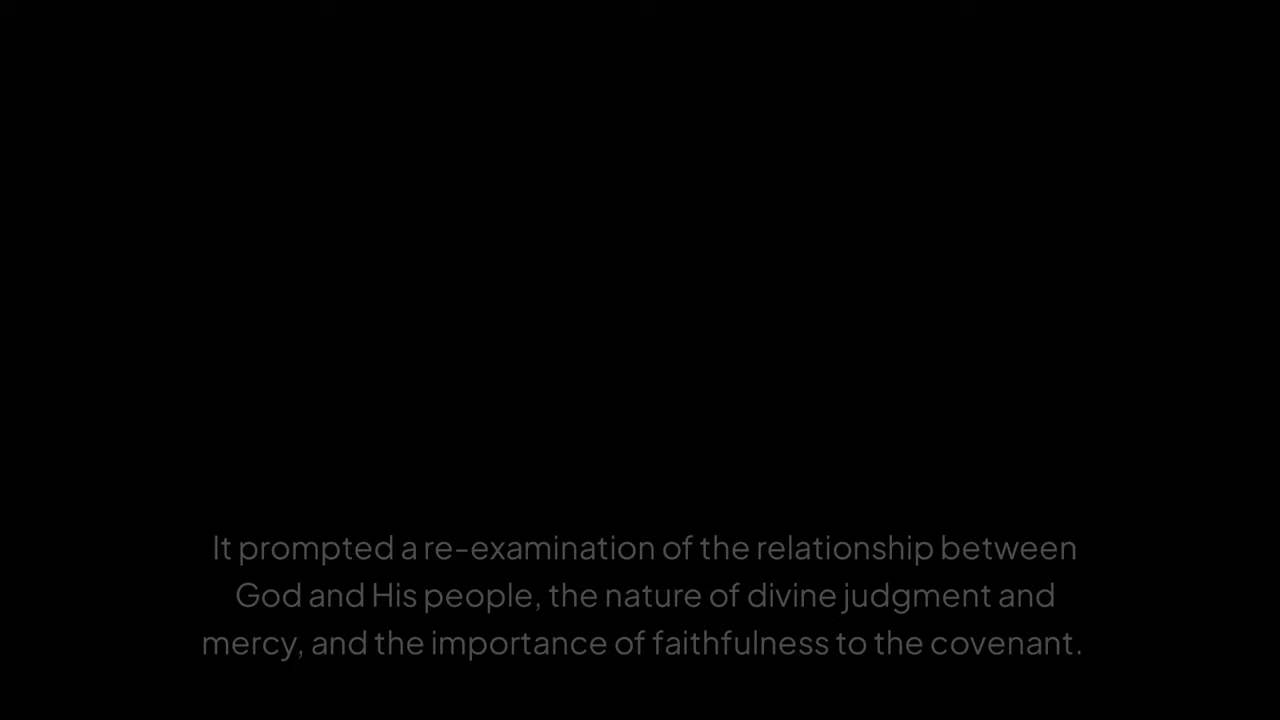 It prompted a re-examination of the relationship between
God and His people, the nature of divine judgment and
mercy, and the importance of faithfulness to the covenant.